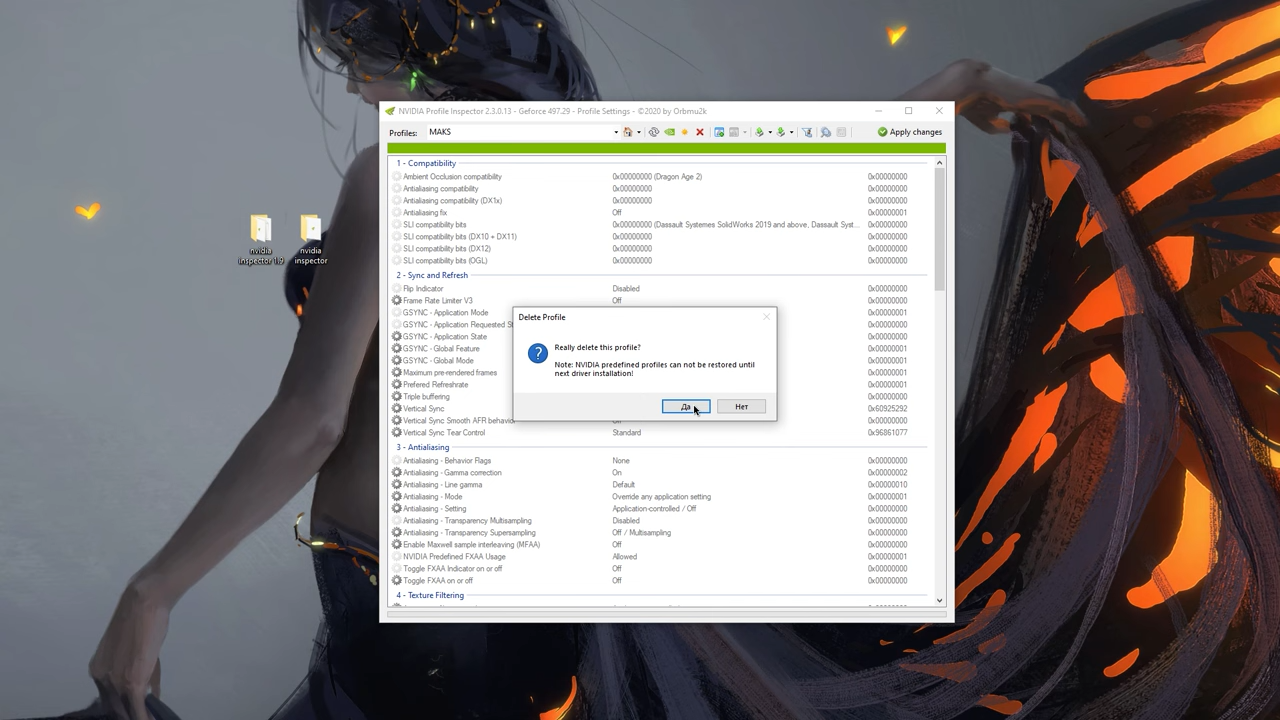 NVIDIA Profile Inspector 2.3.0.13 - Geforce 497.29 - Profile Settings - ©2020 by Orbmu2k
Profiles: MAKS Apply changes
1 - Compatibility
Ambient Occlusion compatibility 0x00000000 (Dragon Age 2) 0x00000000
Antialiasing compatibility 0x00000000 0x00000000
Antialiasing compatibility (DX1x) 0x00000000 0x00000000
Antialiasing fix Off 0x00000001
SLI compatibility bits 0x00000000 (Dassault Systemes SolidWorks 2019 and above, Dassault Syst... 0x00000000
SLI compatibility bits (DX10 + DX11) 0x00000000 0x00000000
SLI compatibility bits (DX12) 0x00000000 0x00000000
SLI compatibility bits (OGL) 0x00000000 0x00000000
2 - Sync and Refresh
Flip Indicator Disabled 0x00000000
Frame Rate Limiter V3 Off 0x00000000
GSYNC - Application Mode 0x00000001
GSYNC - Application Requested St 0x00000000
GSYNC - Application State 0x00000000
GSYNC - Global Feature 0x00000001
GSYNC - Global Mode 0x00000001
Maximum pre-rendered frames 0x00000001
Prefered Refreshrate 0x00000001
Triple buffering 0x00000000
Vertical Sync 0x60925292
Vertical Sync Smooth AFR behavior Off 0x00000000
Vertical Sync Tear Control Standard 0x96861077
3 - Antialiasing
Antialiasing - Behavior Flags None 0x00000000
Antialiasing - Gamma correction On 0x00000002
Antialiasing - Line gamma Default 0x00000010
Antialiasing - Mode Override any application setting 0x00000001
Antialiasing - Setting Application-controlled / Off 0x00000000
Antialiasing - Transparency Multisampling Disabled 0x00000000
Antialiasing - Transparency Supersampling Off / Multisampling 0x00000000
Enable Maxwell sample interleaving (MFAA) Off 0x00000000
NVIDIA Predefined FXAA Usage Allowed 0x00000001
Toggle FXAA Indicator on or off Off 0x00000000
Toggle FXAA on or off Off 0x00000000
4 - Texture Filtering
Delete Profile
Really delete this profile?
Note: NVIDIA predefined profiles can not be restored until
next driver installation!
Да Нет
nvidia
inspector 1.9
nvidia
inspector